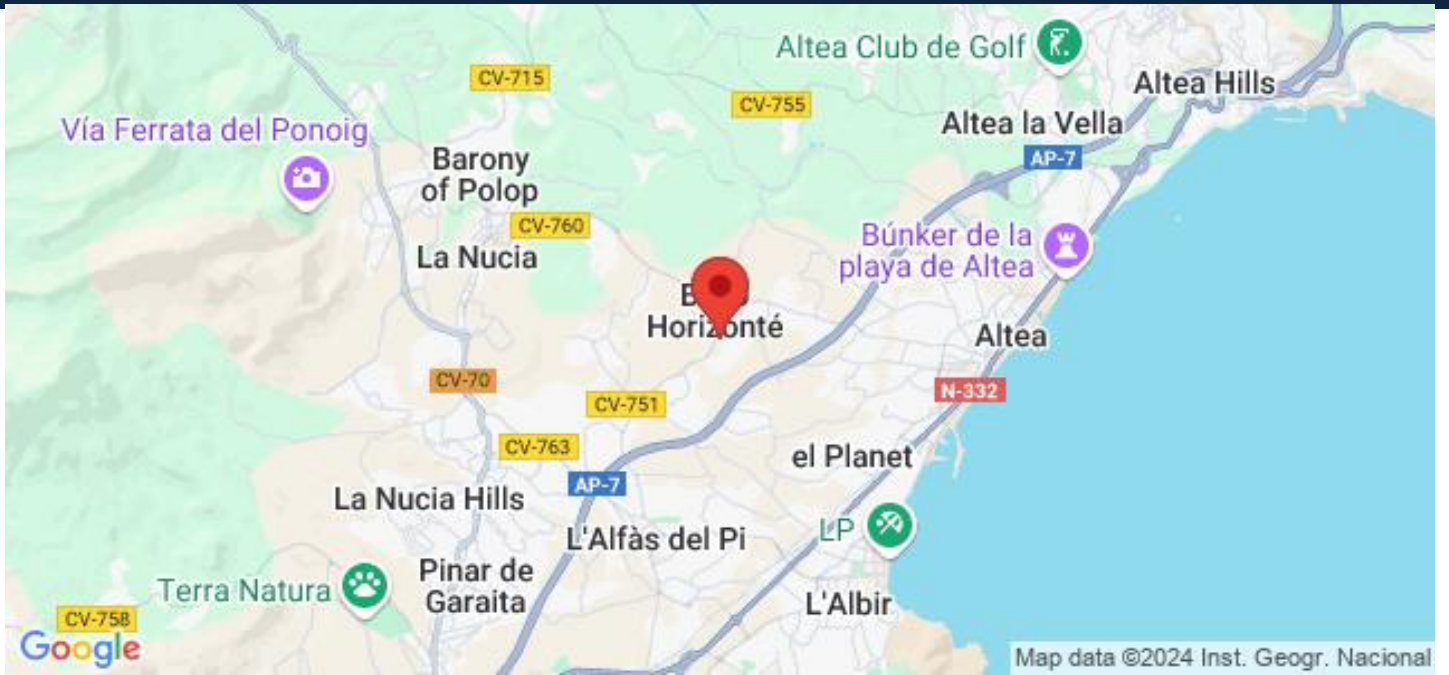 Altea Club de Golf
CV-715
Altea Hills
CV-755
Vía Ferrata del Ponoig
Altea la Vella
AP-7
Barony
of Polop
CV-760
Búnker de la
playa de Altea
La Nucia
Horizonté
Altea
CV-70
N-332
CV-751
CV-763
el Planet
AP-7
La Nucia Hills
LP
L'Alfàs del Pi
Pinar de
Garaita
Terra Natura
L'Albir
CV-758
Google
Map data ©2024 Inst. Geogr. Nacional